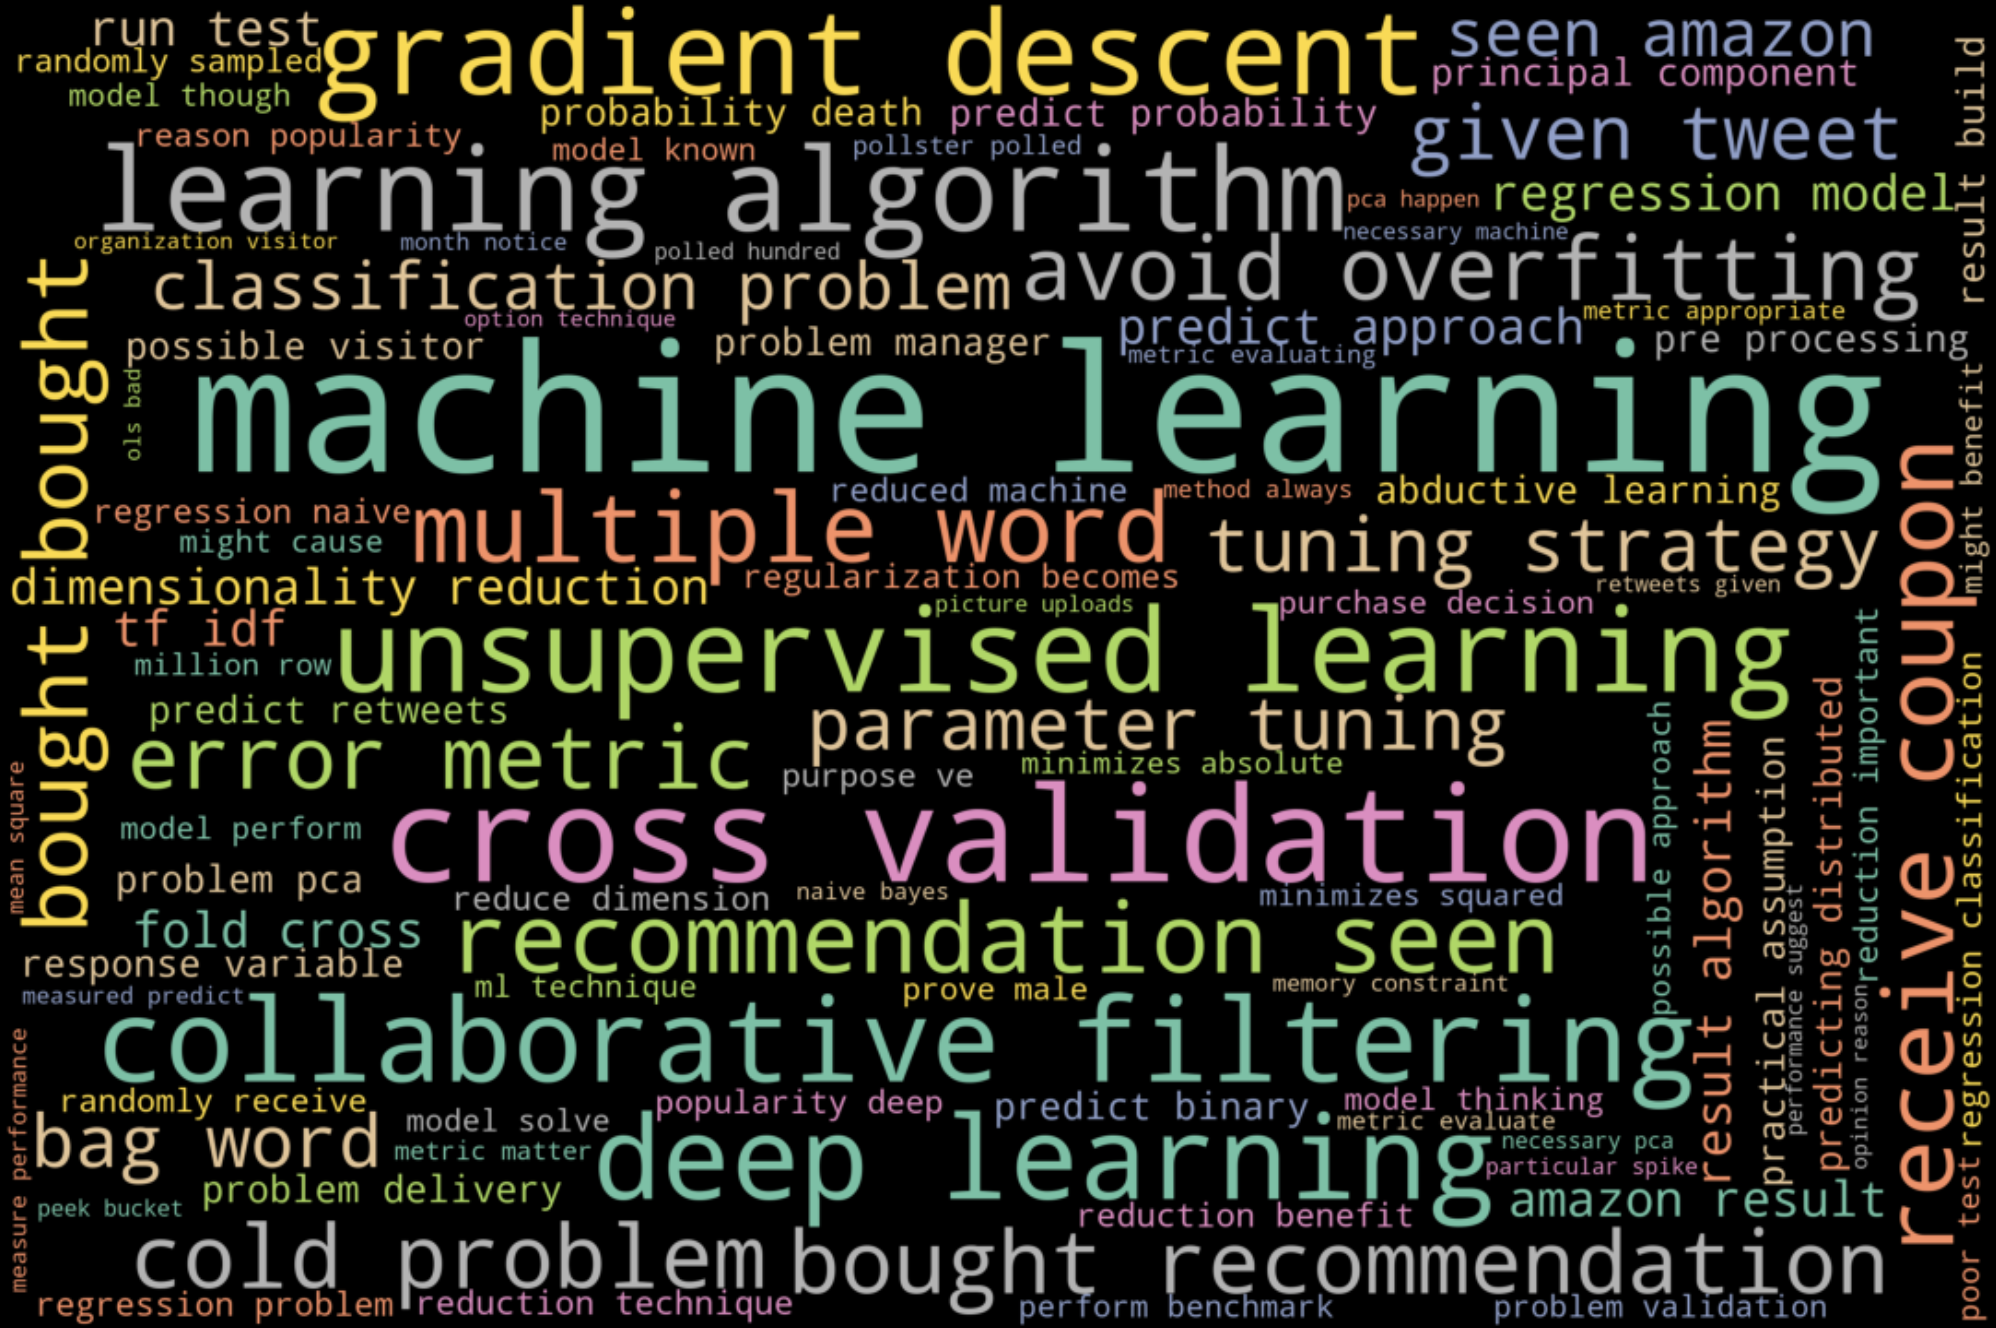 run test
gradient descent
seen amazon
randomly sampled
principal component
model though
probability death
predict probability
given tweet
result build
reason popularity
model known
pollster polled
learning algorithm
pca happen
regression model
organization visitor
month notice
polled hundred
necessary machine
classification problem
avoid overfitting
option technique
predict approach
metric appropriate
possible visitor
problem manager
metric evaluating
pre processing
bought bought
ols bad
machine learning
might benefit
reduced machine
method always
abductive learning
regression naive
multiple word
might cause
tuning strategy
receive coupon
dimensionality reduction
regularization becomes
retweets given
picture uploads
purchase decision
tf idf
unsupervised learning
million row
predict retweets
parameter tuning
error metric
purpose ve
minimizes absolute
possible approach
result algorithm
practical assumption
predicting distributed
reduction important
regression classification
mean square
model perform
cross validation
problem pca
reduce dimension
naive bayes
minimizes squared
performance suggest
fold cross
recommendation seen
response variable
ml technique
prove male
memory constraint
measured predict
collaborative filtering
opinion reason
measure performance
randomly receive
popularity deep
predict binary
model thinking
bag word
model solve
metric matter
deep learning
metric evaluate
necessary pca
particular spike
problem delivery
peek bucket
amazon result
reduction benefit
poor test
cold problem
bought recommendation
regression problem
reduction technique
perform benchmark
problem validation